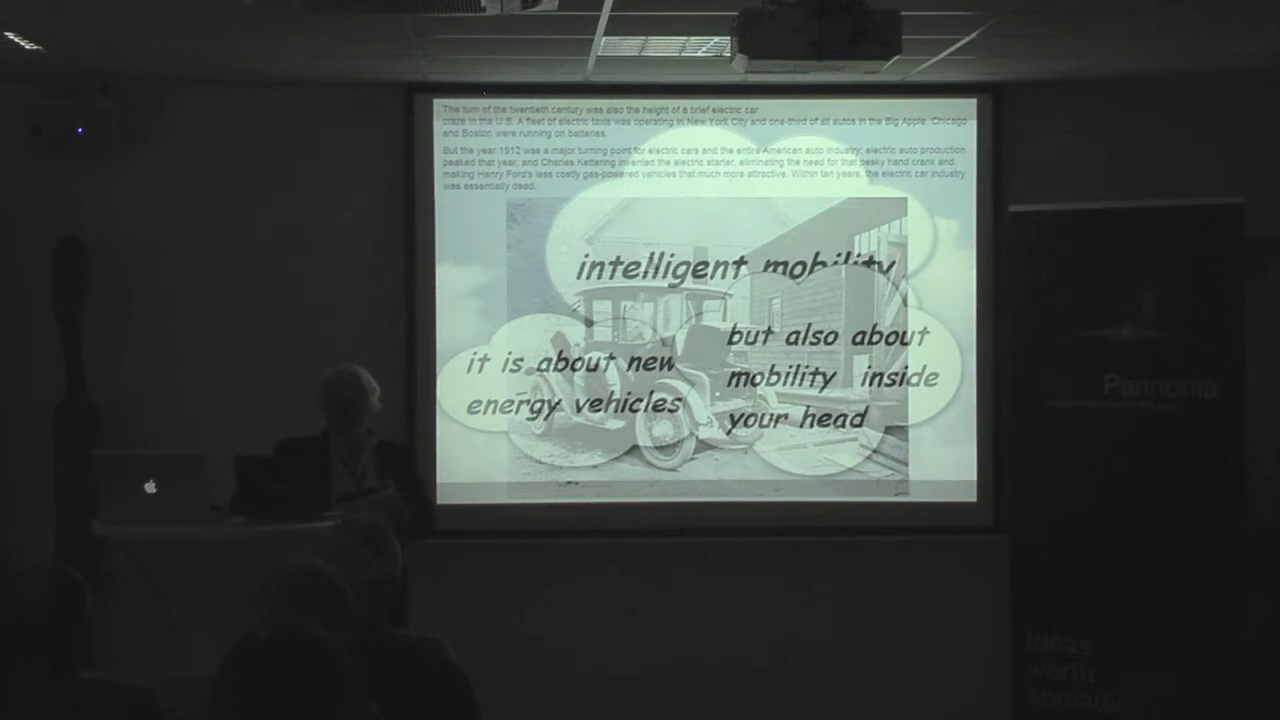 The turn of the twentieth century was also the height of a brief electric car
craze in the U.S. A fleet of electric taxis was operating in New York City and one-third of all autos in the Big Apple, Chicago
and Boston were running on batteries.
But the year 1912 was a major turning point for electric cars and the entire American auto industry; electric auto production
peaked that year, and Charles Kettering invented the electric starter, eliminating the need for that pesky hand crank and
making Henry Ford's less costly gas-powered vehicles that much more attractive. Within ten years, the electric car industry
was essentially dead.
intelligent mobility
it is about new
energy vehicles
but also about
mobility inside
your head
Pannonia
Ideas
worth
spreading